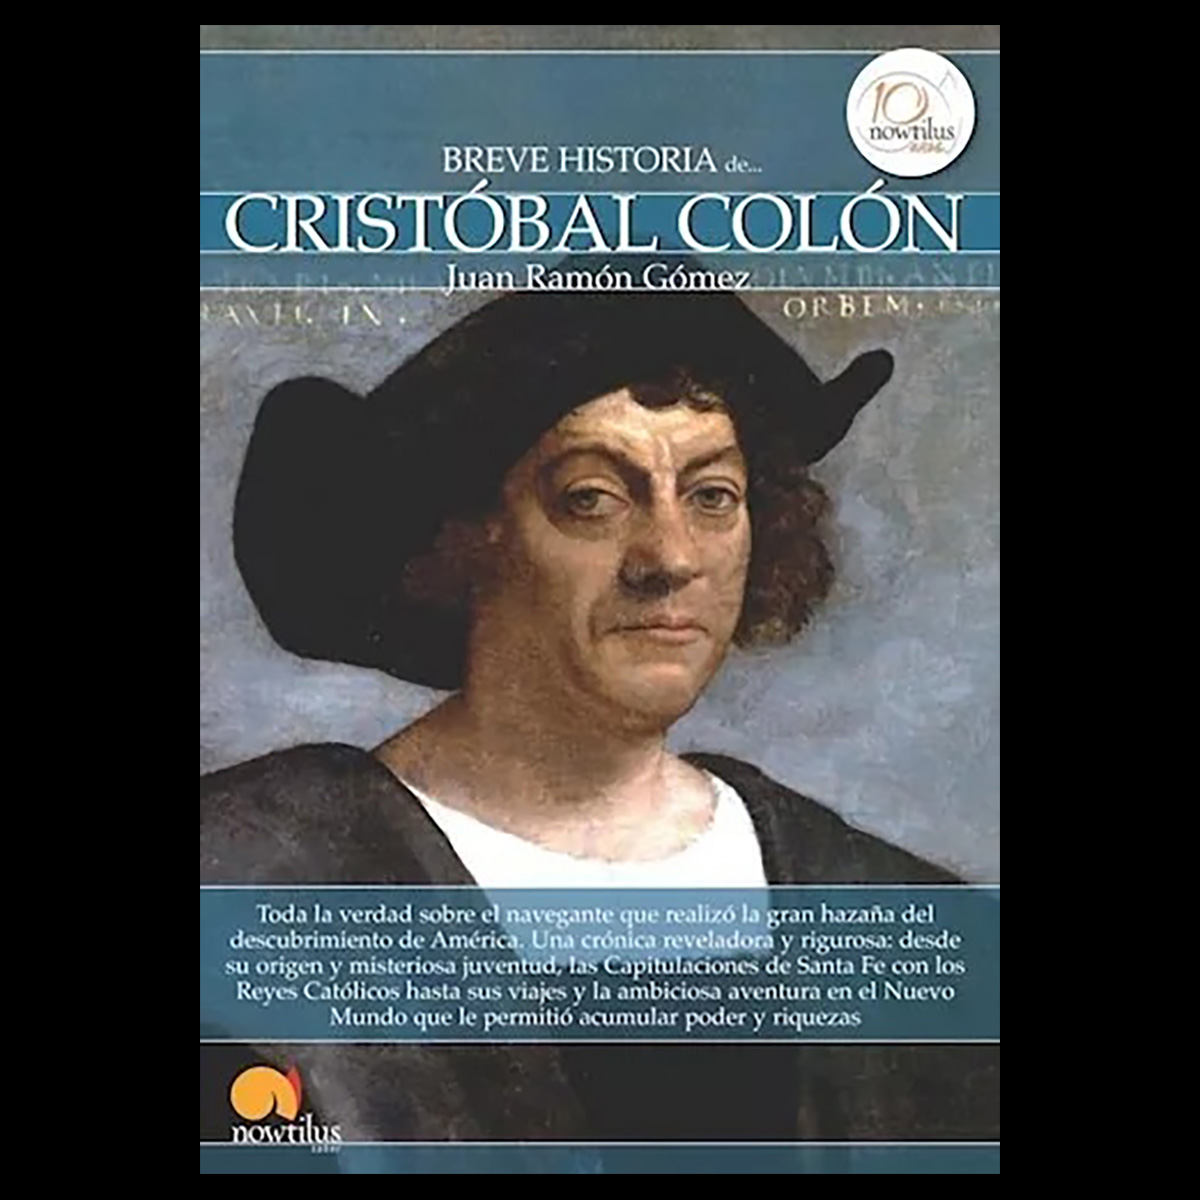 10
nowtilus
BREVE HISTORIA de...
CRISTÓBAL COLÓN
Juan Ramón Gómez
ORBEM.
Toda la verdad sobre el navegante que realizó la gran hazaña del
descubrimiento de América. Una crónica reveladora y rigurosa: desde
su origen y misteriosa juventud, las Capitulaciones de Santa Fe con los
Reyes Católicos hasta sus viajes y la ambiciosa aventura en el Nuevo
Mundo que le permitió acumular poder y riquezas
nowtilus
saber